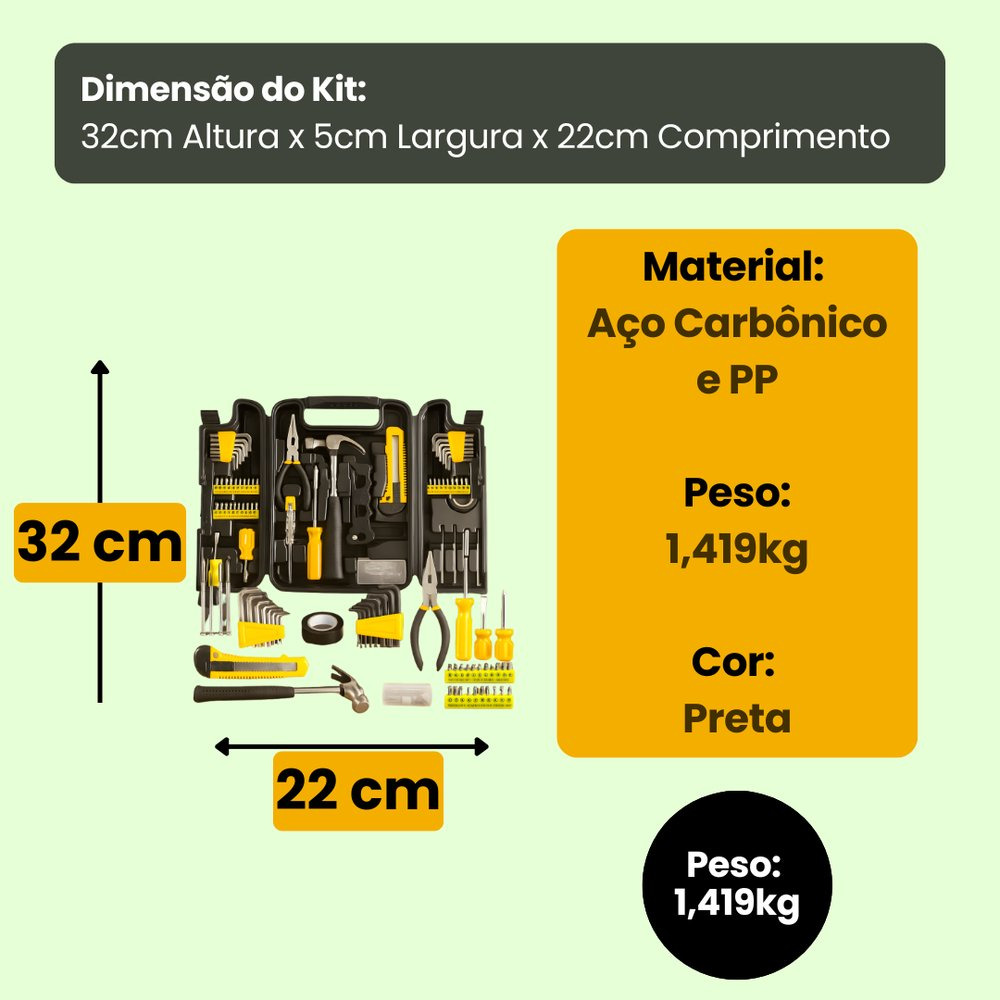 Dimensão do Kit:
32cm Altura x 5cm Largura x 22cm Comprimento
Material:
Aço Carbônico
e PP
Peso:
1,419kg
Cor:
Preta
32 cm
22 cm
Peso:
1,419kg